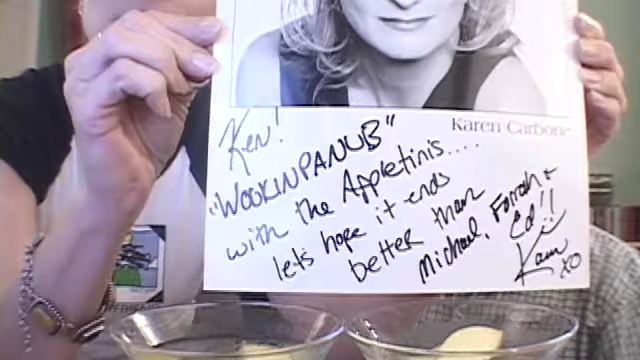 Karen Carbone
Ken!
"WOOKINPANUB"
with the Appletinis....
lets hope it ends
better than
Michael, Farrah +
Ed!!
Karen
XO